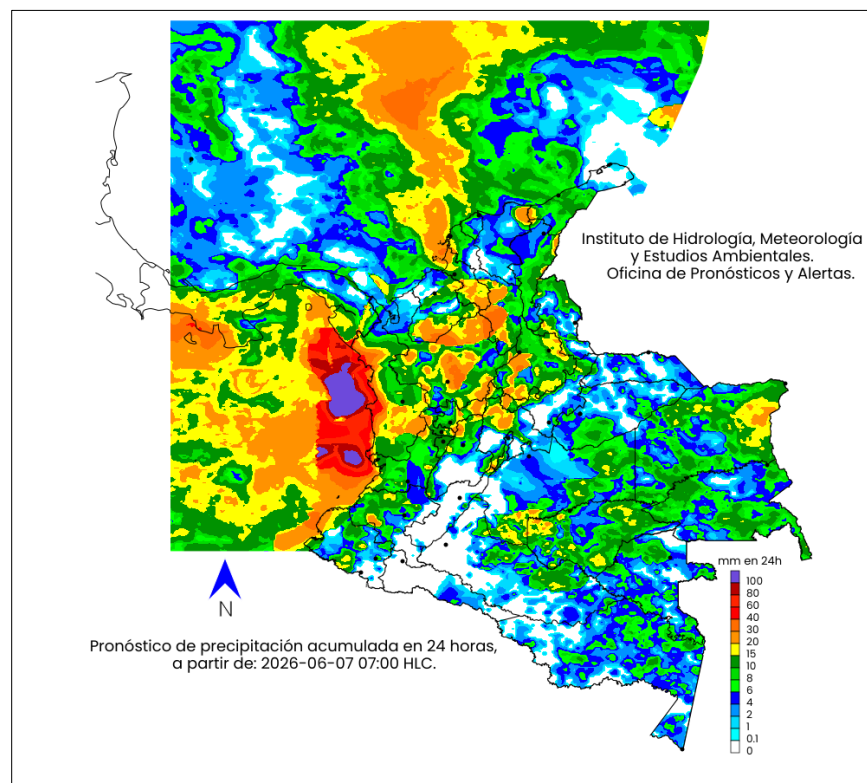 Instituto de Hidrología, Meteorología
y Estudios Ambientales.
Oficina de Pronósticos y Alertas.
N
Pronóstico de precipitación acumulada en 24 horas,
a partir de: 2026-06-07 07:00 HLC.
mm en 24h
100
80
60
40
30
20
15
10
8
6
4
2
1
0.1
0